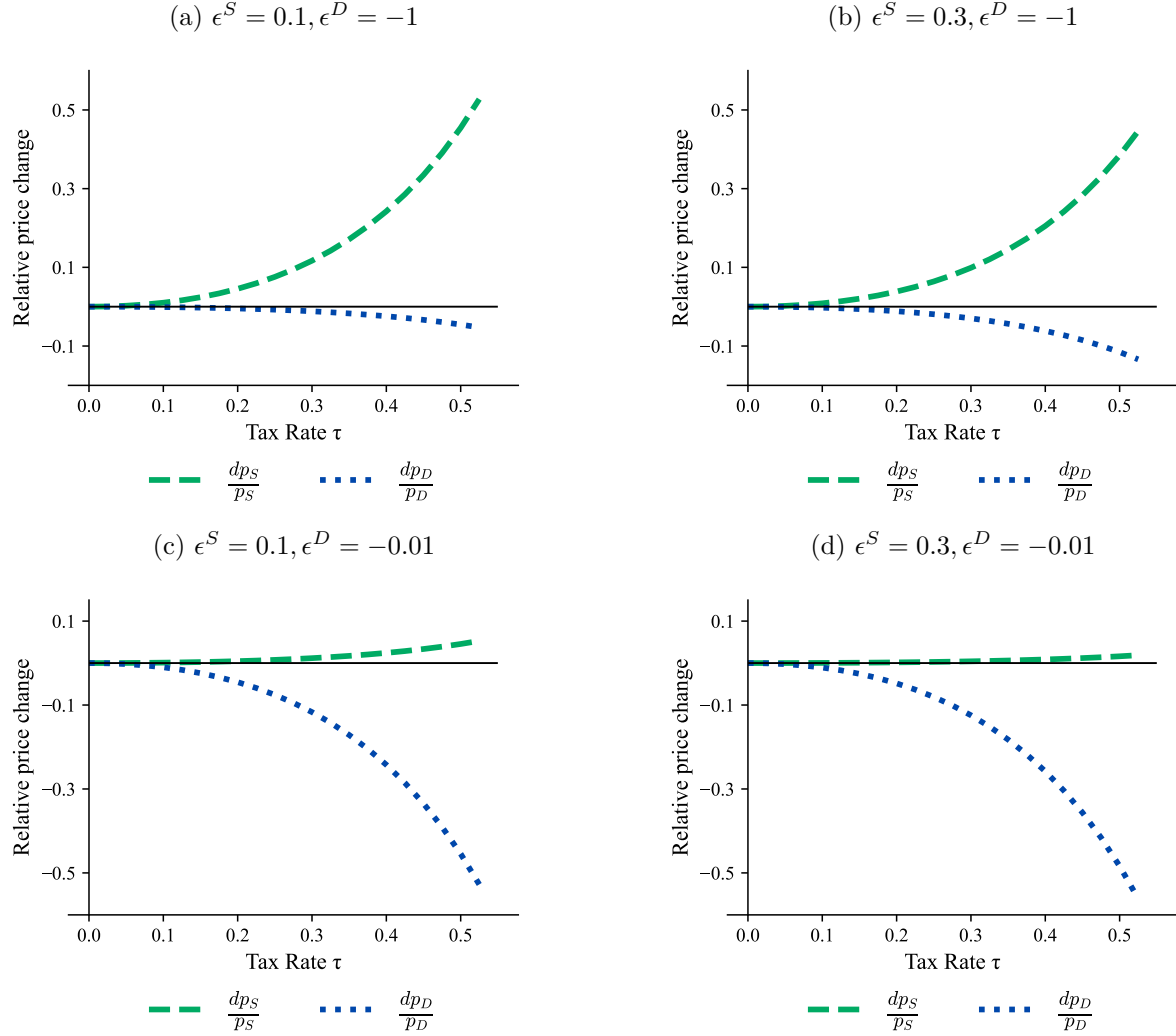 (a) ϵ^S = 0.1, ϵ^D = −1
Relative price change
0.5
0.3
0.1
−0.1
0.0 0.1 0.2 0.3 0.4 0.5
Tax Rate τ
dp_S/p_S dp_D/p_D
(b) ϵ^S = 0.3, ϵ^D = −1
Relative price change
0.5
0.3
0.1
−0.1
0.0 0.1 0.2 0.3 0.4 0.5
Tax Rate τ
dp_S/p_S dp_D/p_D
(c) ϵ^S = 0.1, ϵ^D = −0.01
Relative price change
0.1
−0.1
−0.3
−0.5
0.0 0.1 0.2 0.3 0.4 0.5
Tax Rate τ
dp_S/p_S dp_D/p_D
(d) ϵ^S = 0.3, ϵ^D = −0.01
Relative price change
0.1
−0.1
−0.3
−0.5
0.0 0.1 0.2 0.3 0.4 0.5
Tax Rate τ
dp_S/p_S dp_D/p_D